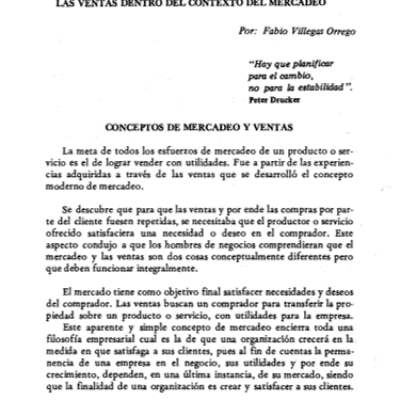 LAS VENTAS DENTRO DEL CONTEXTO DEL MERCADEO
Por: Fabio Villegas Orrego
"Hay que planificar
para el cambio,
no para la estabilidad".
Peter Drucker
CONCEPTOS DE MERCADEO Y VENTAS
La meta de todos los esfuerzos de mercadeo de un producto o ser-
vicio es el de lograr vender con utilidades. Fue a partir de las experien-
cias adquiridas a través de las ventas que se desarrolló el concepto
moderno de mercadeo.
Se descubre que para que las ventas y por ende las compras por par-
te del cliente fuesen repetidas, se necesitaba que el productor o servicio
ofrecido satisfaciera una necesidad o deseo en el comprador. Este
aspecto condujo a que los hombres de negocios comprendieran que el
mercadeo y las ventas son dos cosas conceptualmente diferentes pero
que deben funcionar integralmente.
El mercado tiene como objetivo final satisfacer necesidades y deseos
del comprador. Las ventas buscan un comprador para transferir la pro-
piedad sobre un producto o servicio, con utilidades para la empresa.
Este aparente y simple concepto de mercadeo encierra toda una
filosofía empresarial cual es la de que una organización crecerá en la
medida en que satisfaga a sus clientes, pues al fin de cuentas la perma-
nencia de una empresa en el negocio, sus utilidades y por ende su
crecimiento, dependen, en una última instancia, de su mercado, siendo
que la finalidad de una organización es crear y satisfacer a sus clientes.